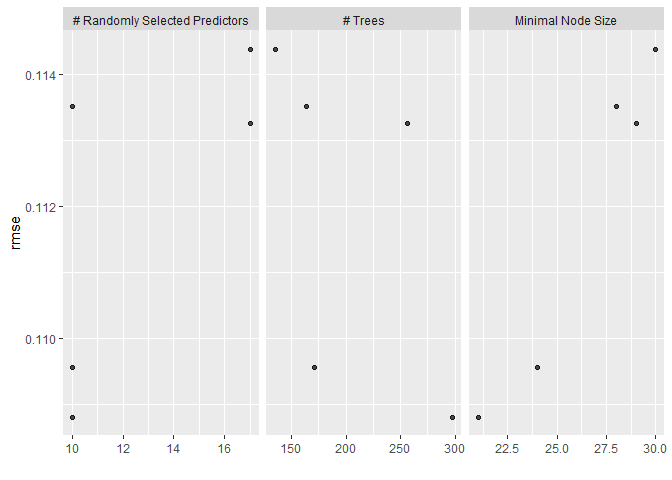 # Randomly Selected Predictors
# Trees
Minimal Node Size
0.114
0.112
0.110
rmse
10 12 14 16
150 200 250 300
22.5 25.0 27.5 30.0